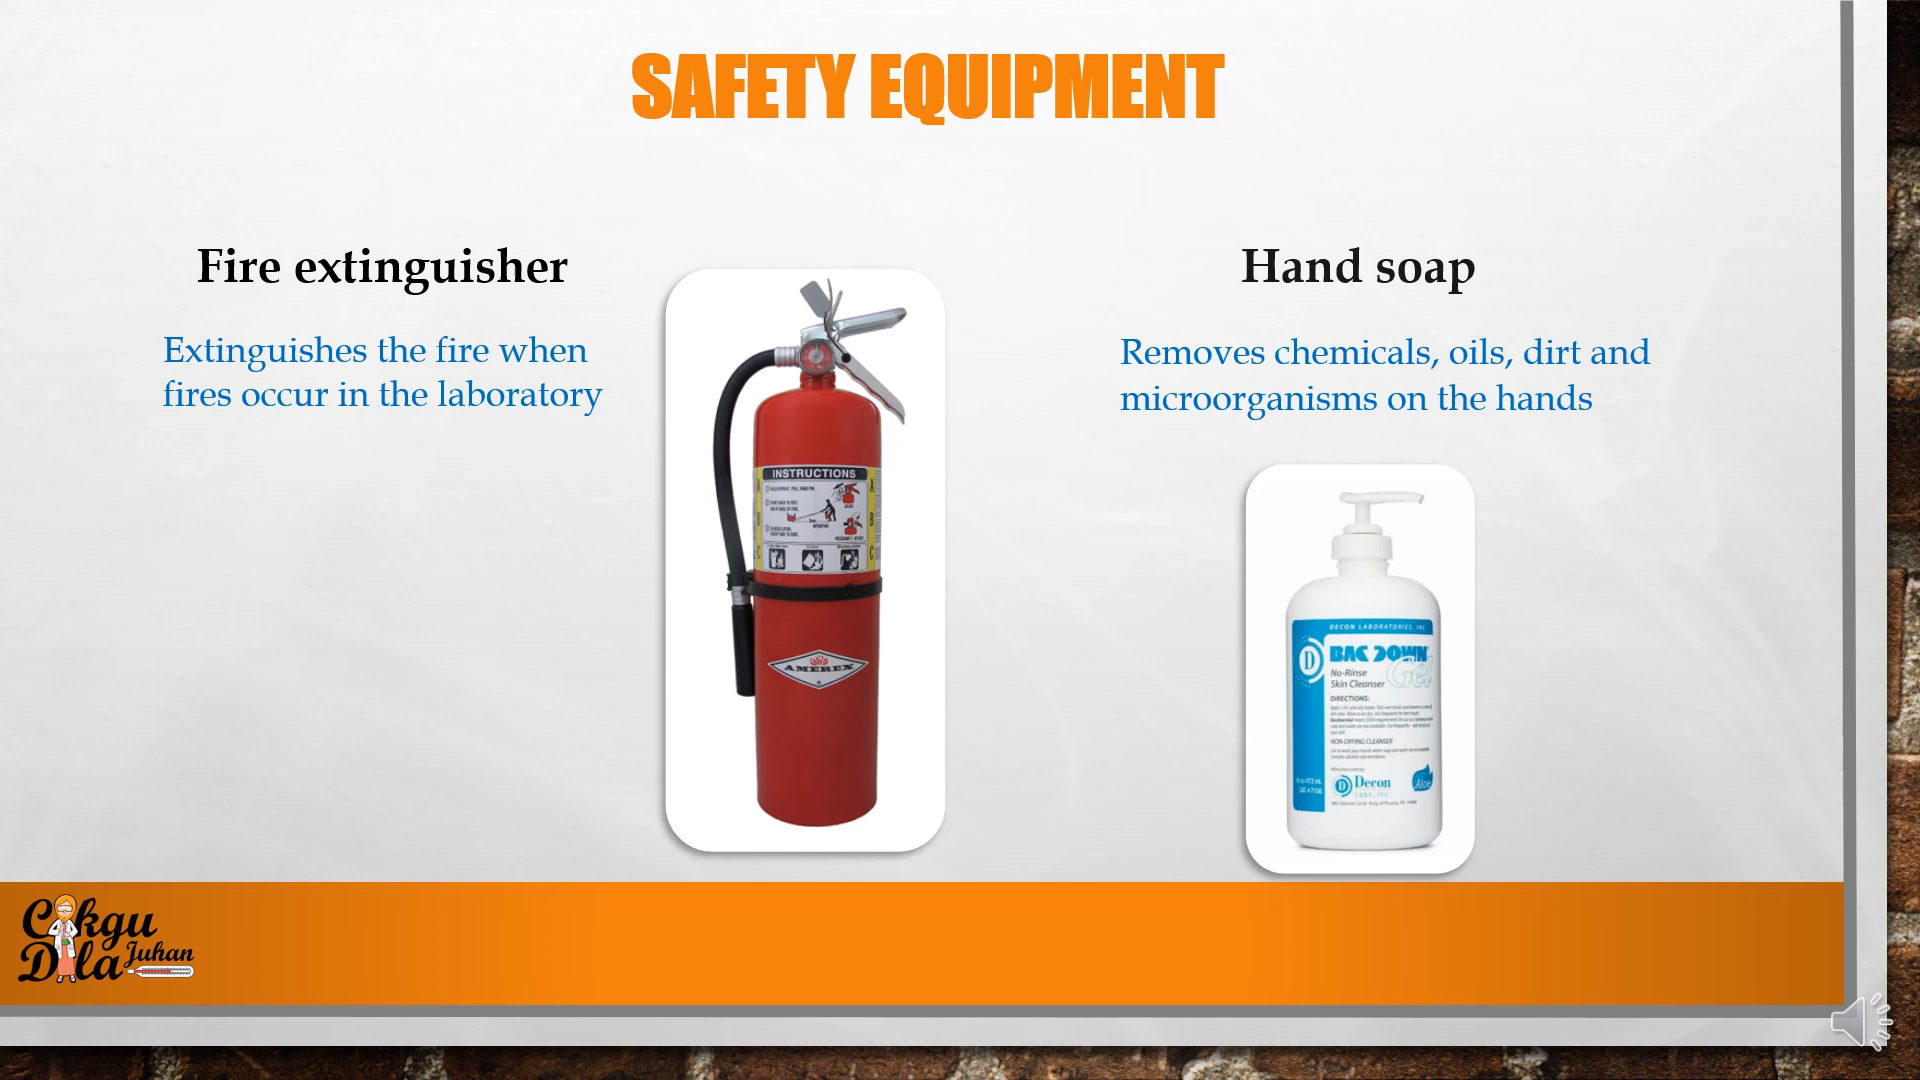 SAFETY EQUIPMENT
Fire extinguisher
Extinguishes the fire when
fires occur in the laboratory
Hand soap
Removes chemicals, oils, dirt and
microorganisms on the hands
INSTRUCTIONS
AMEREX
DECON LABORATORIES, INC.
D
BAC DOWN
Gel
No-Rinse
Skin Cleanser
DIRECTIONS:
NON-DRYING CLEANSER
D Decon
Labs, Inc.
Aloe
Cikgu
Dila Juhan